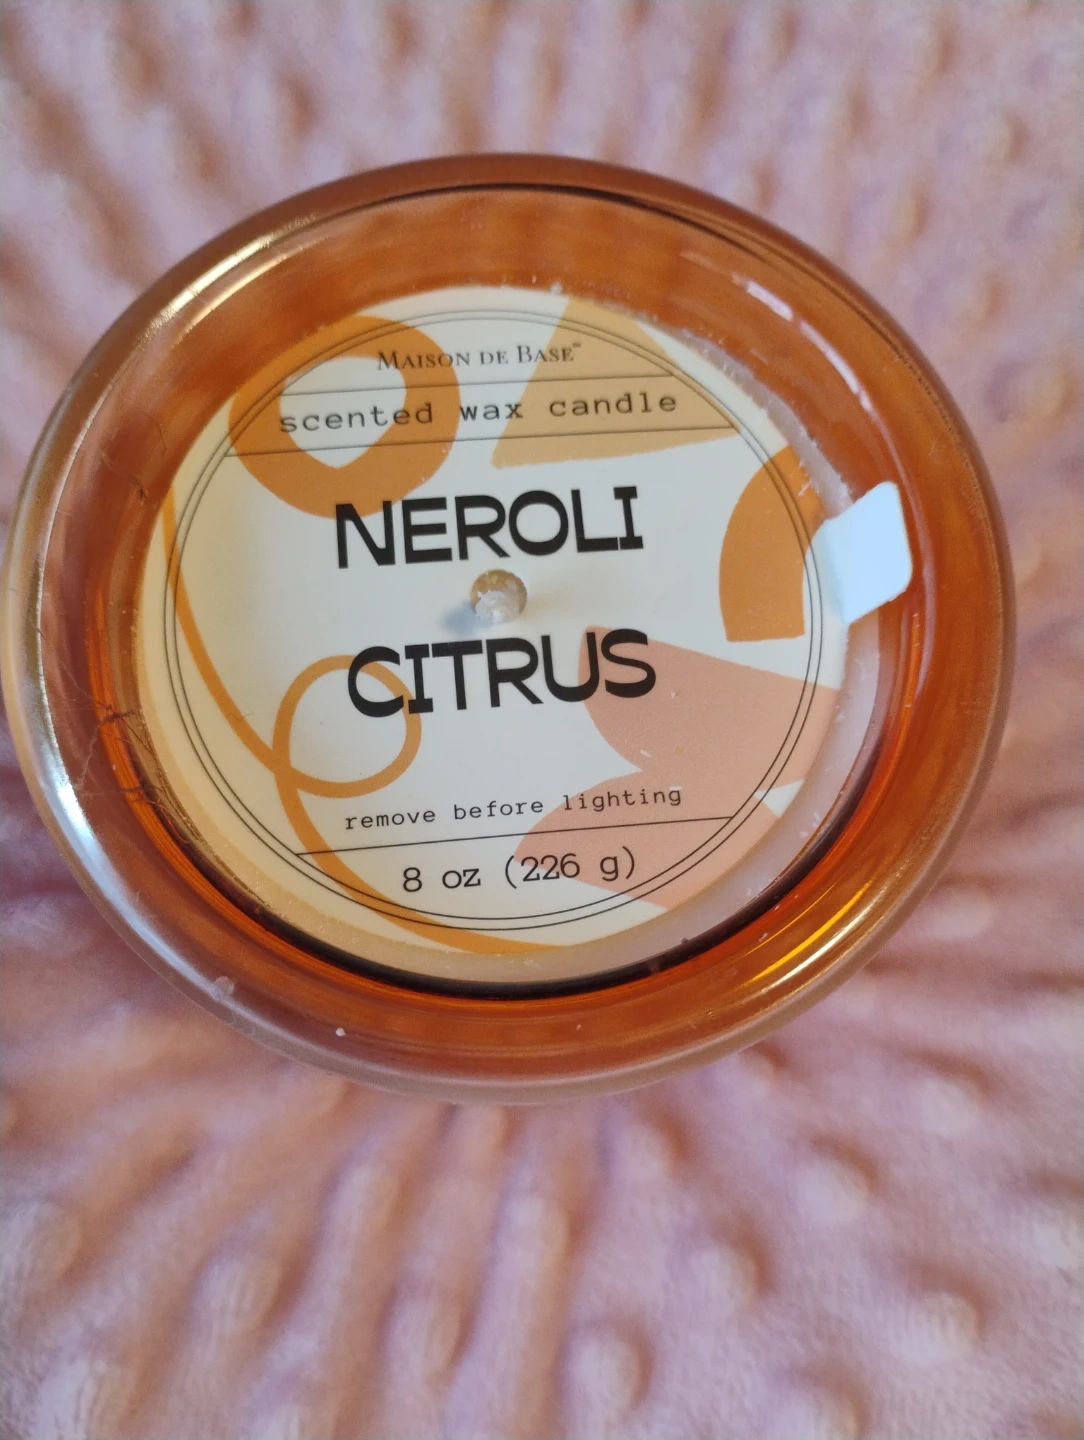 MAISON DE BASE™
scented wax candle
NEROLI
CITRUS
remove before lighting
8 oz (226 g)